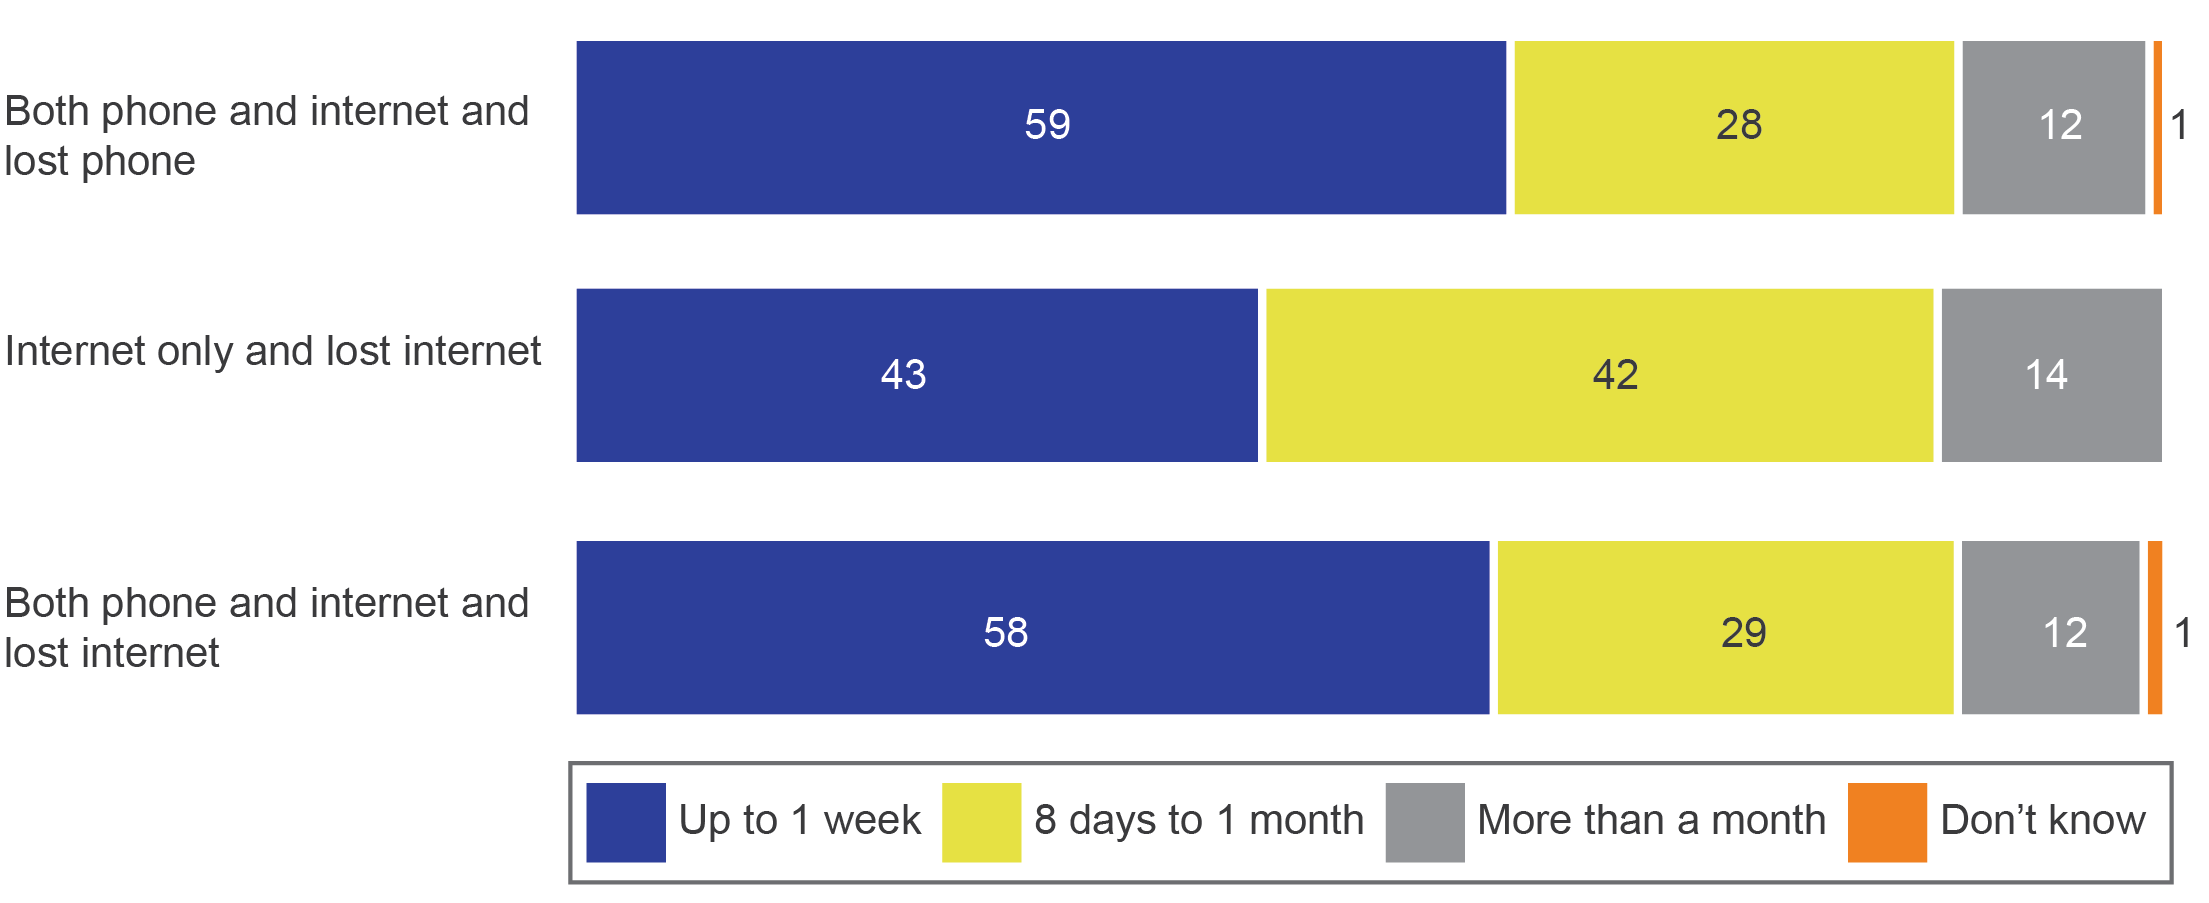 Both phone and internet and
lost phone
59 28 12 1
Internet only and lost internet
43 42 14
Both phone and internet and
lost internet
58 29 12 1
Up to 1 week 8 days to 1 month More than a month Don’t know